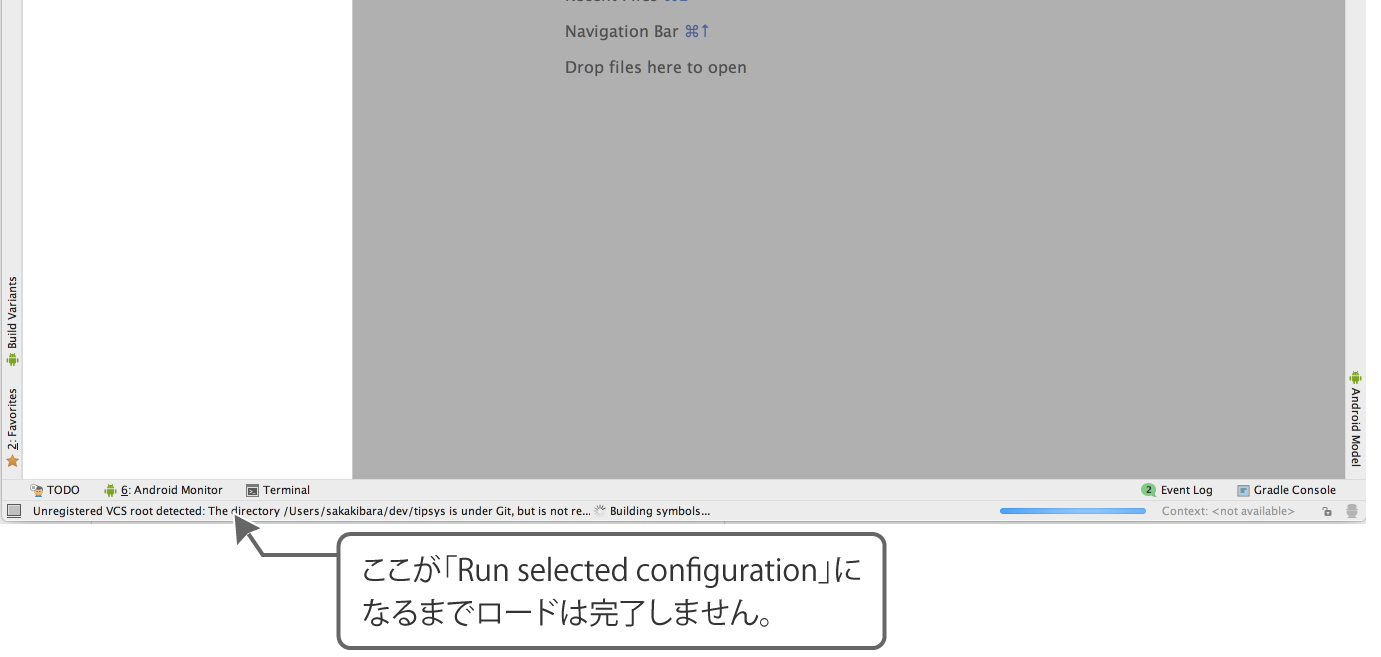 Navigation Bar ⌘↑
Drop files here to open
Build Variants
2: Favorites
Android Model
TODO
6: Android Monitor
Terminal
2 Event Log
Gradle Console
Unregistered VCS root detected: The directory /Users/sakakibara/dev/tipsys is under Git, but is not re...
Building symbols...
Context: <not available>
ここが「Run selected configuration」に
なるまでロードは完了しません。